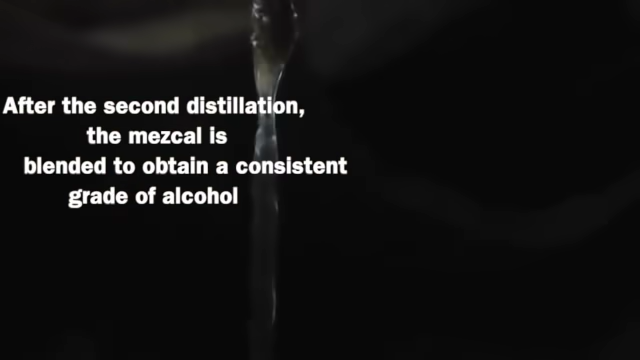 After the second distillation,
the mezcal is
blended to obtain a consistent
grade of alcohol